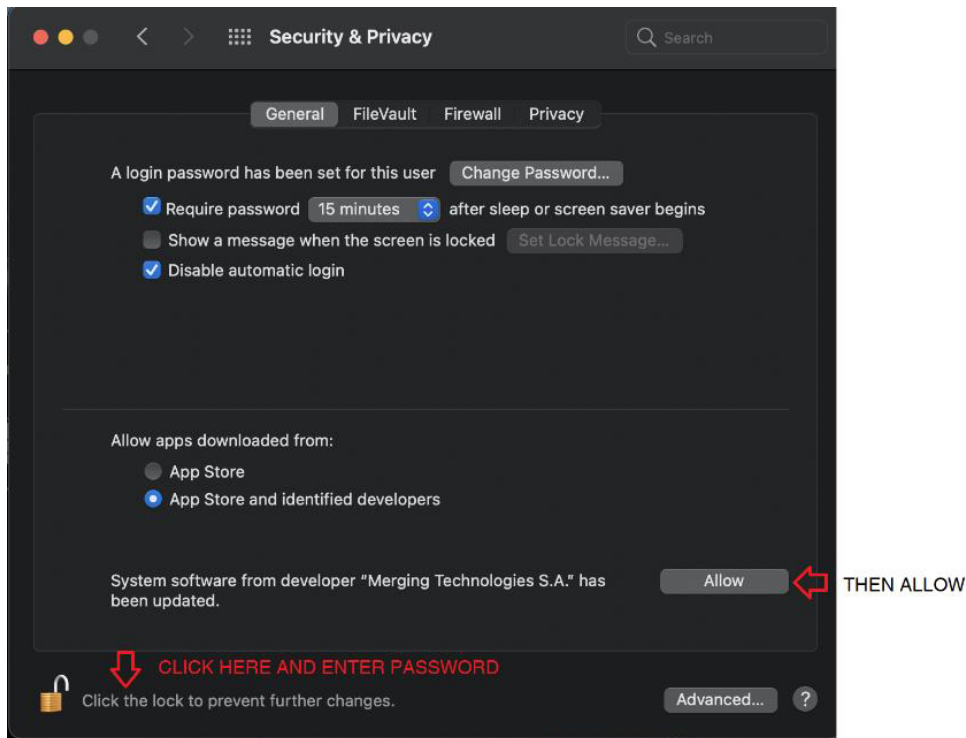 Security & Privacy
Search
General FileVault Firewall Privacy
A login password has been set for this user Change Password...
Require password 15 minutes after sleep or screen saver begins
Show a message when the screen is locked Set Lock Message...
Disable automatic login
Allow apps downloaded from:
App Store
App Store and identified developers
System software from developer “Merging Technologies S.A.” has
been updated.
Allow
THEN ALLOW
CLICK HERE AND ENTER PASSWORD
Click the lock to prevent further changes.
Advanced...
?